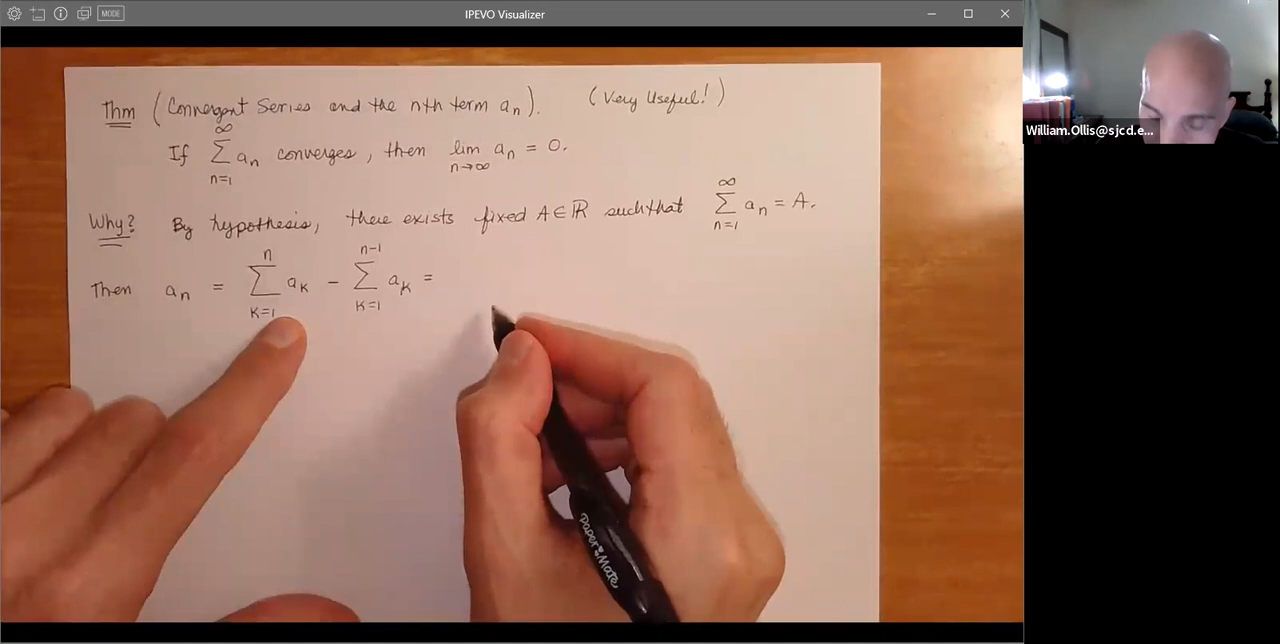 MODE
IPEVO Visualizer
William.Ollis@sjcd.e...
Thm (Convergent Series and the nth term aₙ). (Very Useful!)
If ∑_{n=1}^{∞} aₙ converges, then lim_{n→∞} aₙ = 0.
Why? By hypothesis, there exists fixed A∈ℝ such that ∑_{n=1}^{∞} aₙ = A.
Then aₙ = ∑_{k=1}^{n} aₖ − ∑_{k=1}^{n-1} aₖ =
Paper Mate